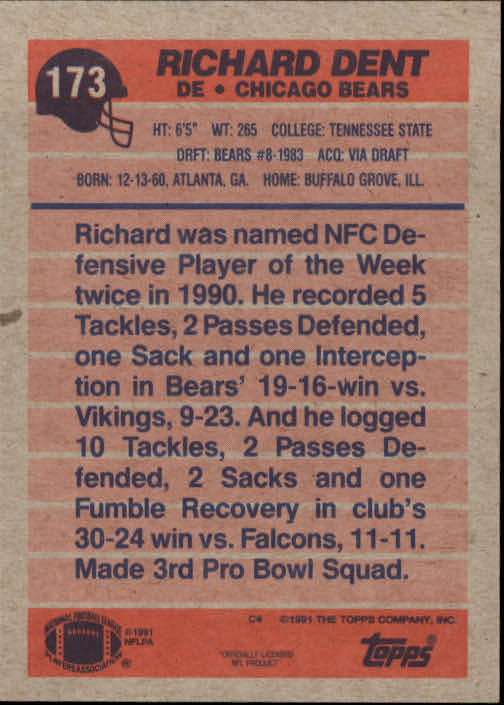 173
RICHARD DENT
DE • CHICAGO BEARS
HT: 6'5" WT: 265 COLLEGE: TENNESSEE STATE
DRFT: BEARS #8-1983 ACQ: VIA DRAFT
BORN: 12-13-60, ATLANTA, GA. HOME: BUFFALO GROVE, ILL.
Richard was named NFC De-
fensive Player of the Week
twice in 1990. He recorded 5
Tackles, 2 Passes Defended,
one Sack and one Intercep-
tion in Bears' 19-16-win vs.
Vikings, 9-23. And he logged
10 Tackles, 2 Passes De-
fended, 2 Sacks and one
Fumble Recovery in club's
30-24 win vs. Falcons, 11-11.
Made 3rd Pro Bowl Squad.
NATIONAL FOOTBALL LEAGUE
PLAYERS ASSOCIATION
®
©1991
NFLPA
OFFICIALLY LICENSED
NFL PRODUCT
C* ©1991 THE TOPPS COMPANY, INC.
topps®